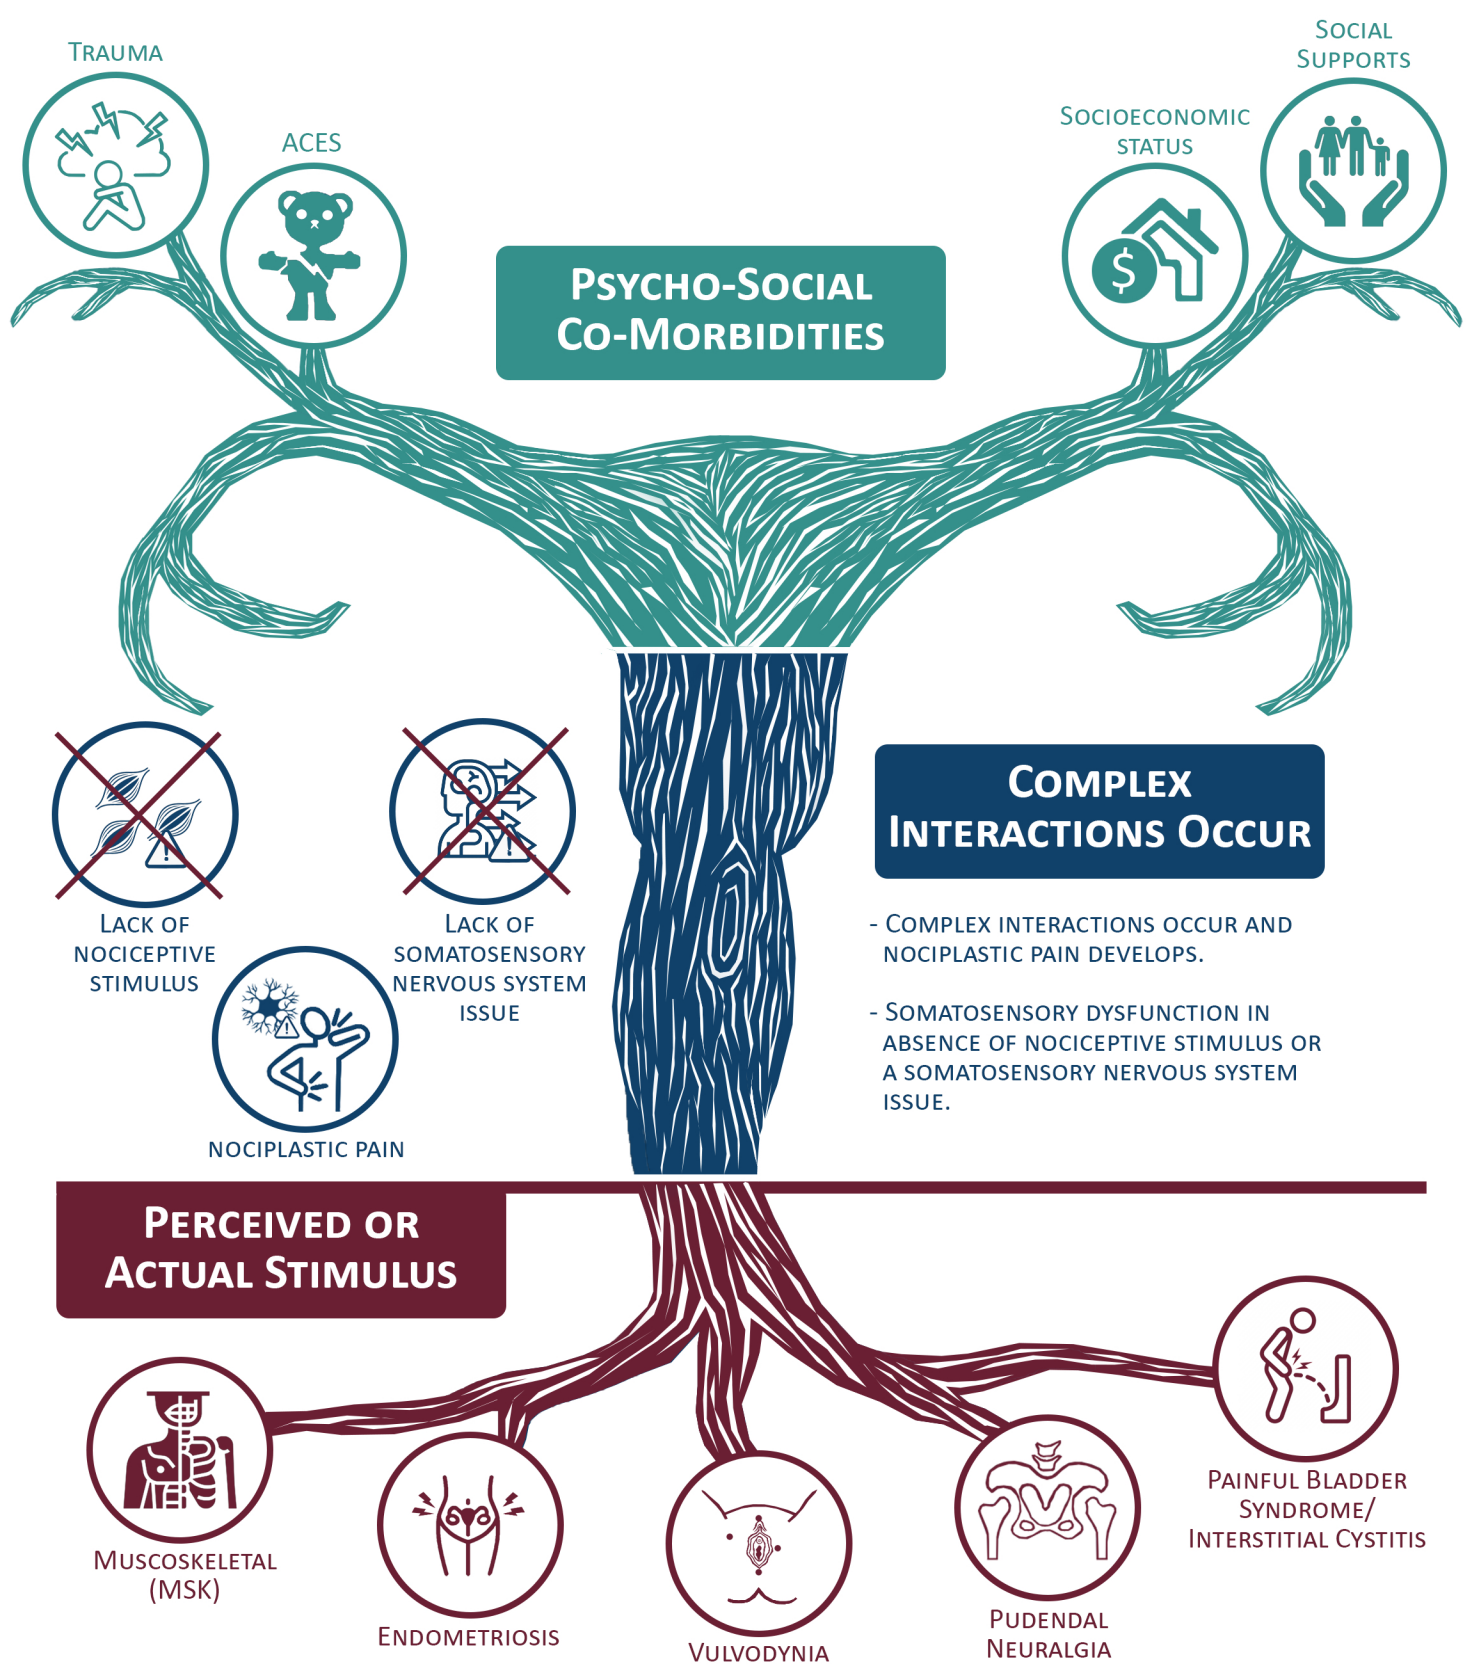 Trauma
ACES
Social
Supports
Socioeconomic
status
Psycho-Social
Co-Morbidities
$
Lack of
nociceptive
stimulus
Lack of
somatosensory
nervous system
issue
nociplastic pain
Complex
Interactions Occur
- Complex interactions occur and
nociplastic pain develops.
- Somatosensory dysfunction in
absence of nociceptive stimulus or
a somatosensory nervous system
issue.
Perceived or
Actual Stimulus
Muscoskeletal
(MSK)
Endometriosis
Vulvodynia
Pudendal
Neuralgia
Painful Bladder
Syndrome/
Interstitial Cystitis